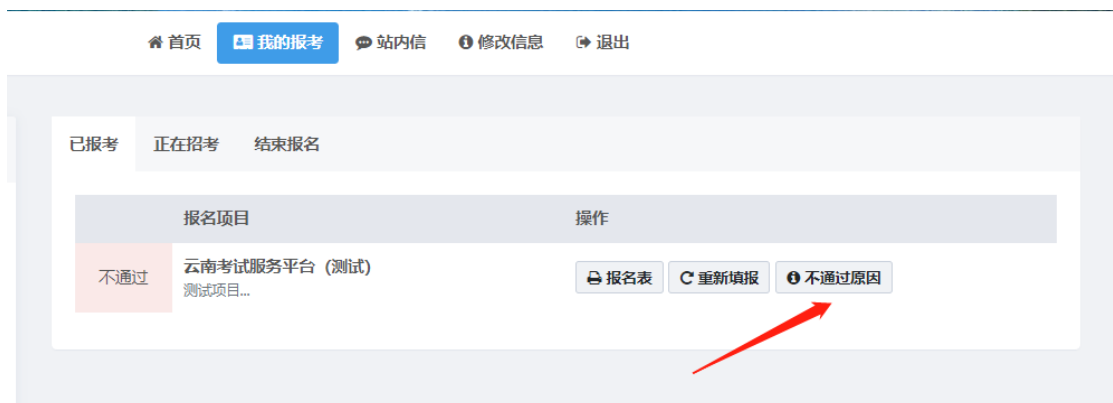 首页 我的报考 站内信 修改信息 退出
已报考 正在招考 结束报名
报名项目 操作
不通过 云南考试服务平台（测试) 报名表 重新填报 不通过原因
测试项目...